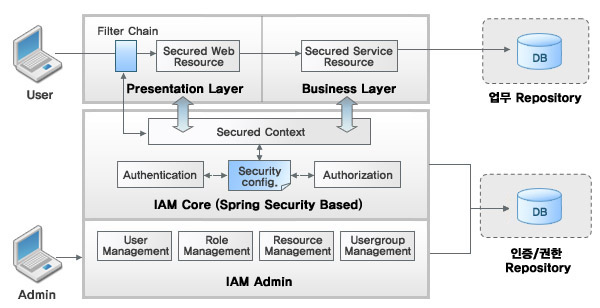 Filter Chain
Secured Web
Resource
Secured Service
Resource
DB
User
Presentation Layer
Business Layer
업무 Repository
Secured Context
Authentication
Security
config.
Authorization
IAM Core (Spring Security Based)
DB
인증/권한
Repository
User
Management
Role
Management
Resource
Management
Usergroup
Management
Admin
IAM Admin